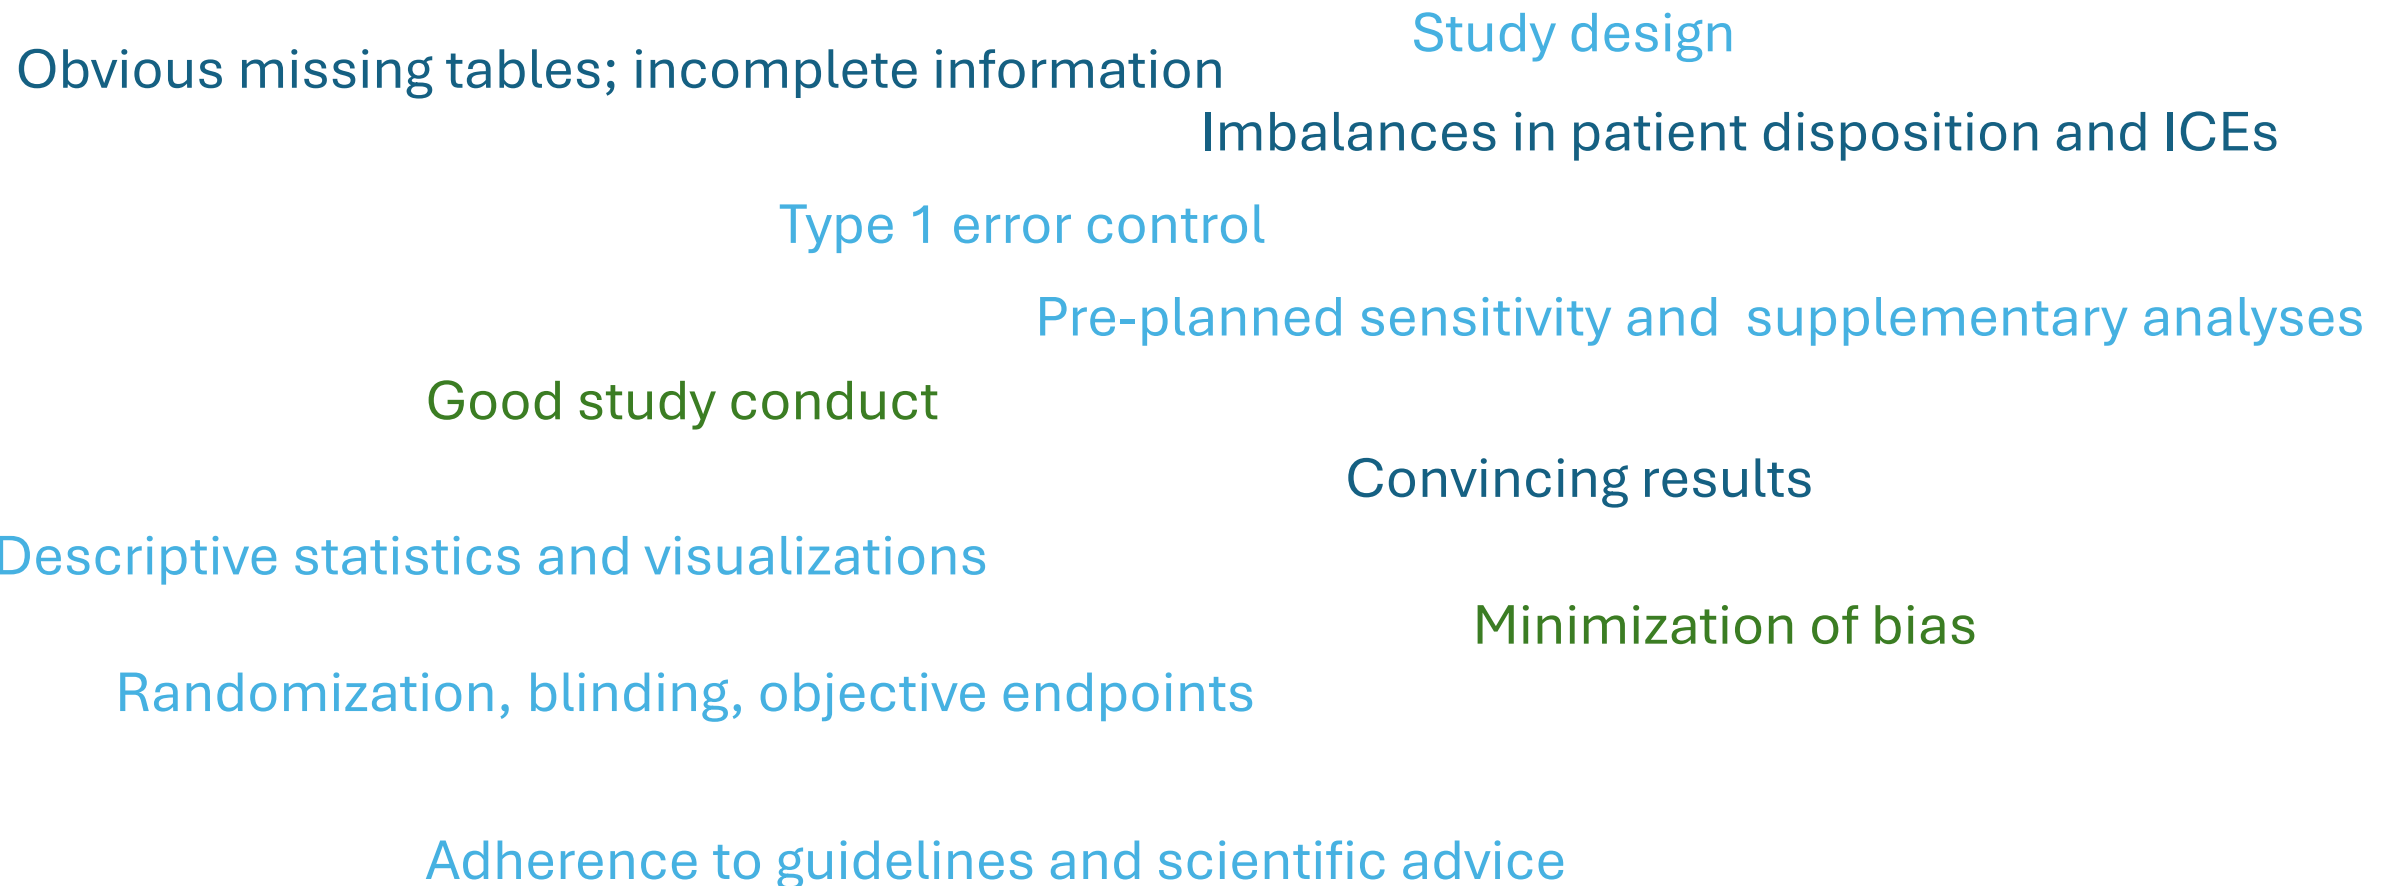 Study design
Obvious missing tables; incomplete information
Imbalances in patient disposition and ICEs
Type 1 error control
Pre-planned sensitivity and  supplementary analyses
Good study conduct
Convincing results
Descriptive statistics and visualizations
Minimization of bias
Randomization, blinding, objective endpoints
Adherence to guidelines and scientific advice